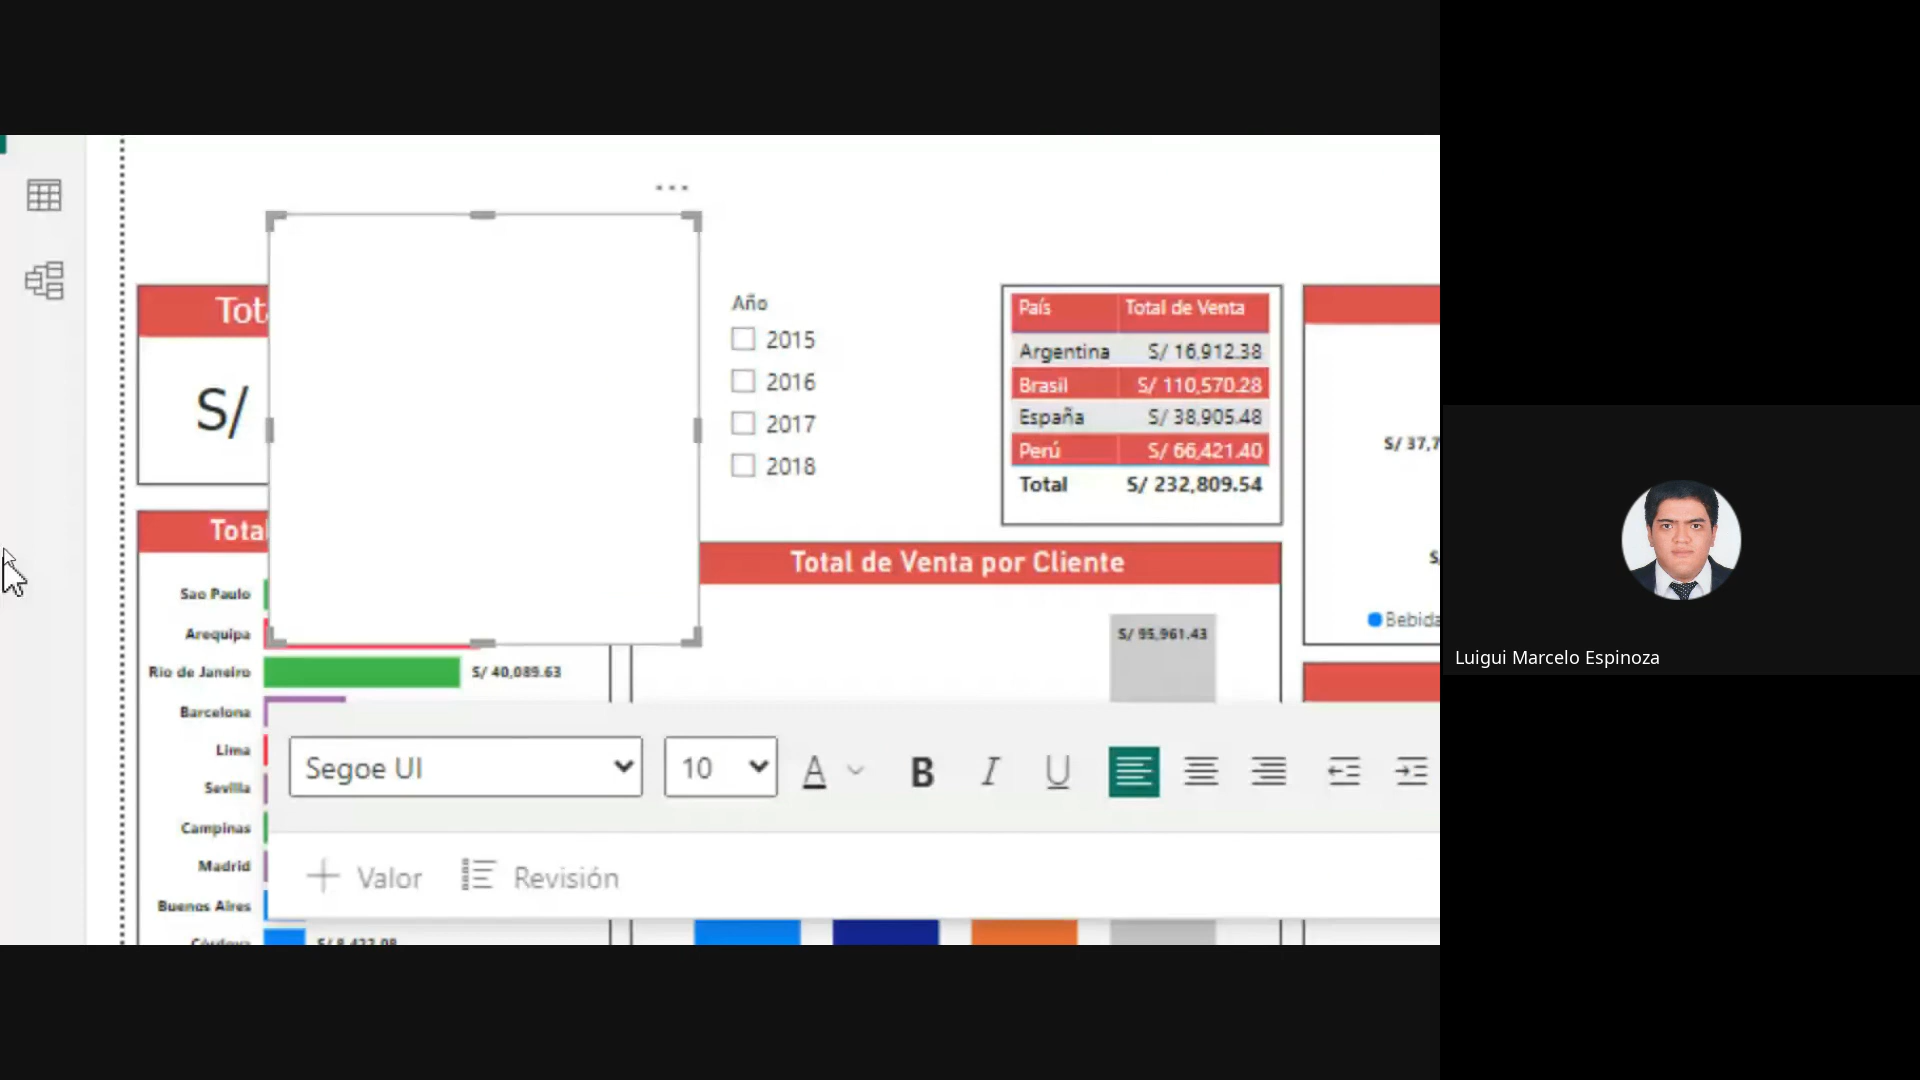 Tot
S/
Año
2015
2016
2017
2018
País Total de Venta
Argentina S/ 16,912.38
Brasil S/ 110,570.28
España S/ 38,905.48
Perú S/ 66,421.40
Total S/ 232,809.54
S/ 37,7
S/
Bebida
Total
Sao Paulo
Arequipa
Rio de Janeiro S/ 40,089.63
Barcelona
Lima
Sevilla
Campinas
Madrid
Buenos Aires
Total de Venta por Cliente
S/ 95,961.43
Segoe UI 10 A B I U
Valor Revisión
Luigui Marcelo Espinoza